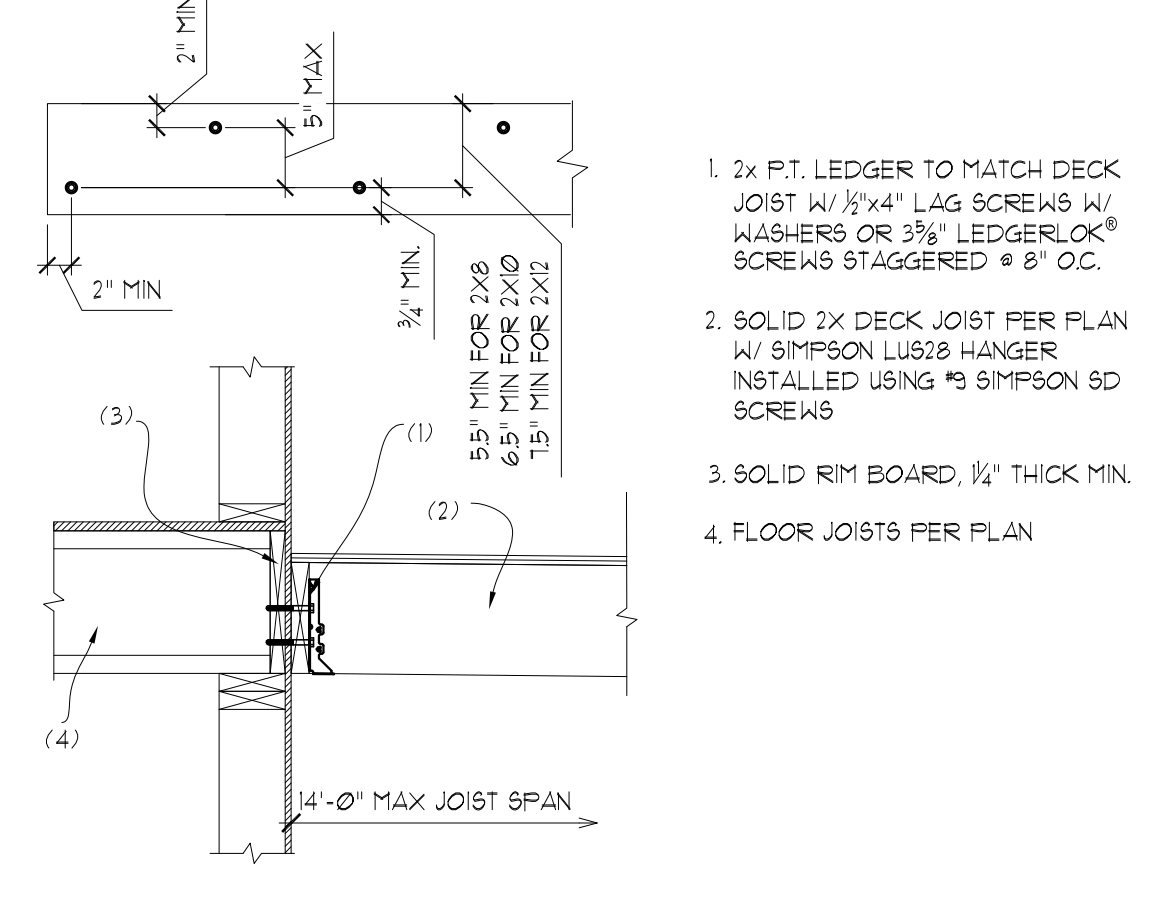 2" MIN
5" MAX
2" MIN
3/4" MIN.
5.5" MIN FOR 2X8
6.5" MIN FOR 2X10
7.5" MIN FOR 2X12
(3)
(1)
(2)
(4)
14'-0" MAX JOIST SPAN
1. 2x P.T. LEDGER TO MATCH DECK
JOIST W/ 1/2"x4" LAG SCREWS W/
WASHERS OR 3 5/8" LEDGERLOK®
SCREWS STAGGERED @ 8" O.C.
2. SOLID 2X DECK JOIST PER PLAN
W/ SIMPSON LUS28 HANGER
INSTALLED USING #9 SIMPSON SD
SCREWS
3. SOLID RIM BOARD, 1 1/4" THICK MIN.
4. FLOOR JOISTS PER PLAN